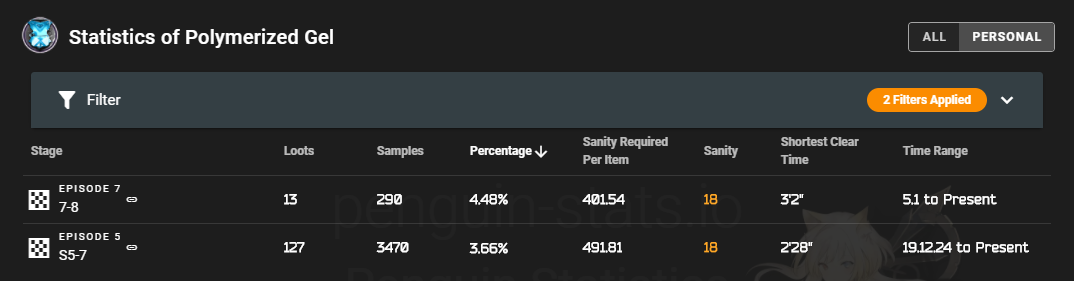 Statistics of Polymerized Gel
ALL PERSONAL
Filter
2 Filters Applied
Stage Loots Samples Percentage Sanity Required Per Item Sanity Shortest Clear Time Time Range
EPISODE 7
7-8 13 290 4.48% 401.54 18 3'2" 5.1 to Present
EPISODE 5
S5-7 127 3470 3.66% 491.81 18 2'28" 19.12.24 to Present
penguin-stats.io
Penguin Statistics